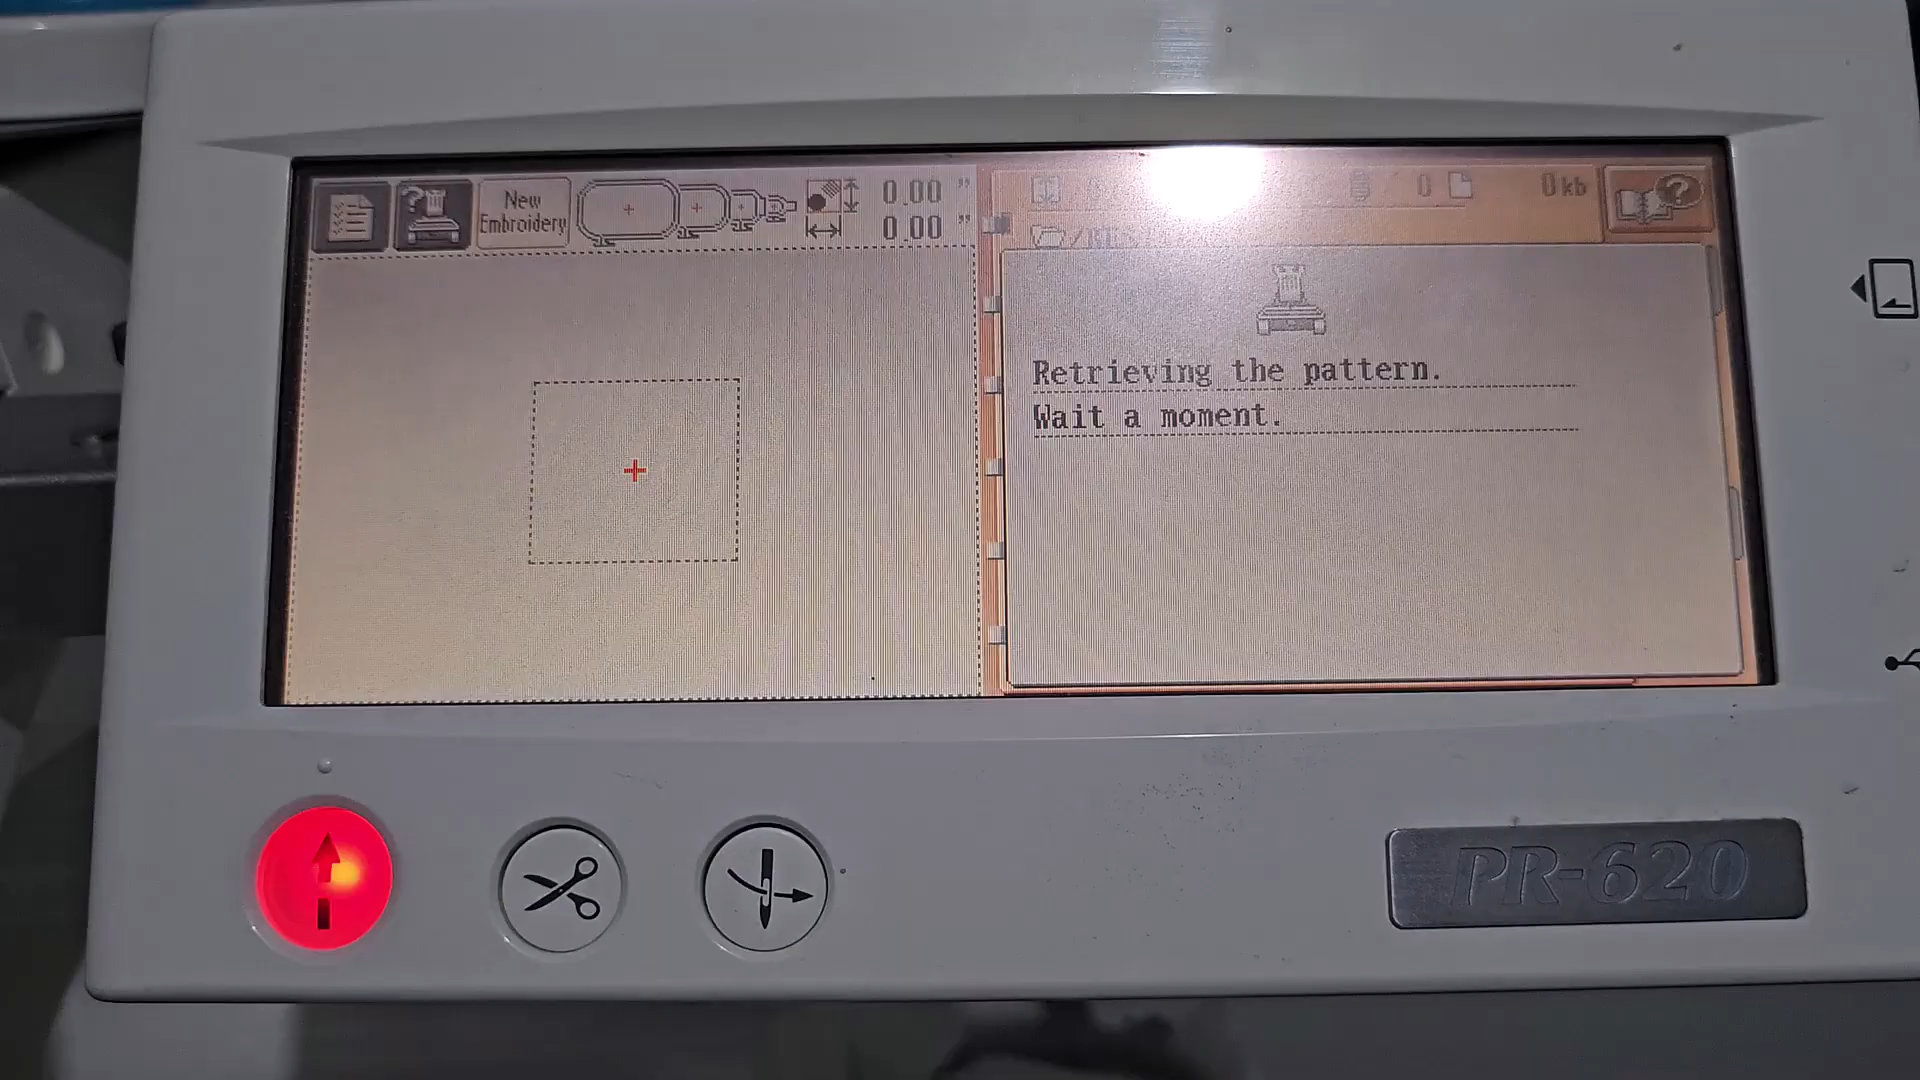 New
Embroidery
0.00 "
0.00 "
0
0kb
Retrieving the pattern.
Wait a moment.
PR-620